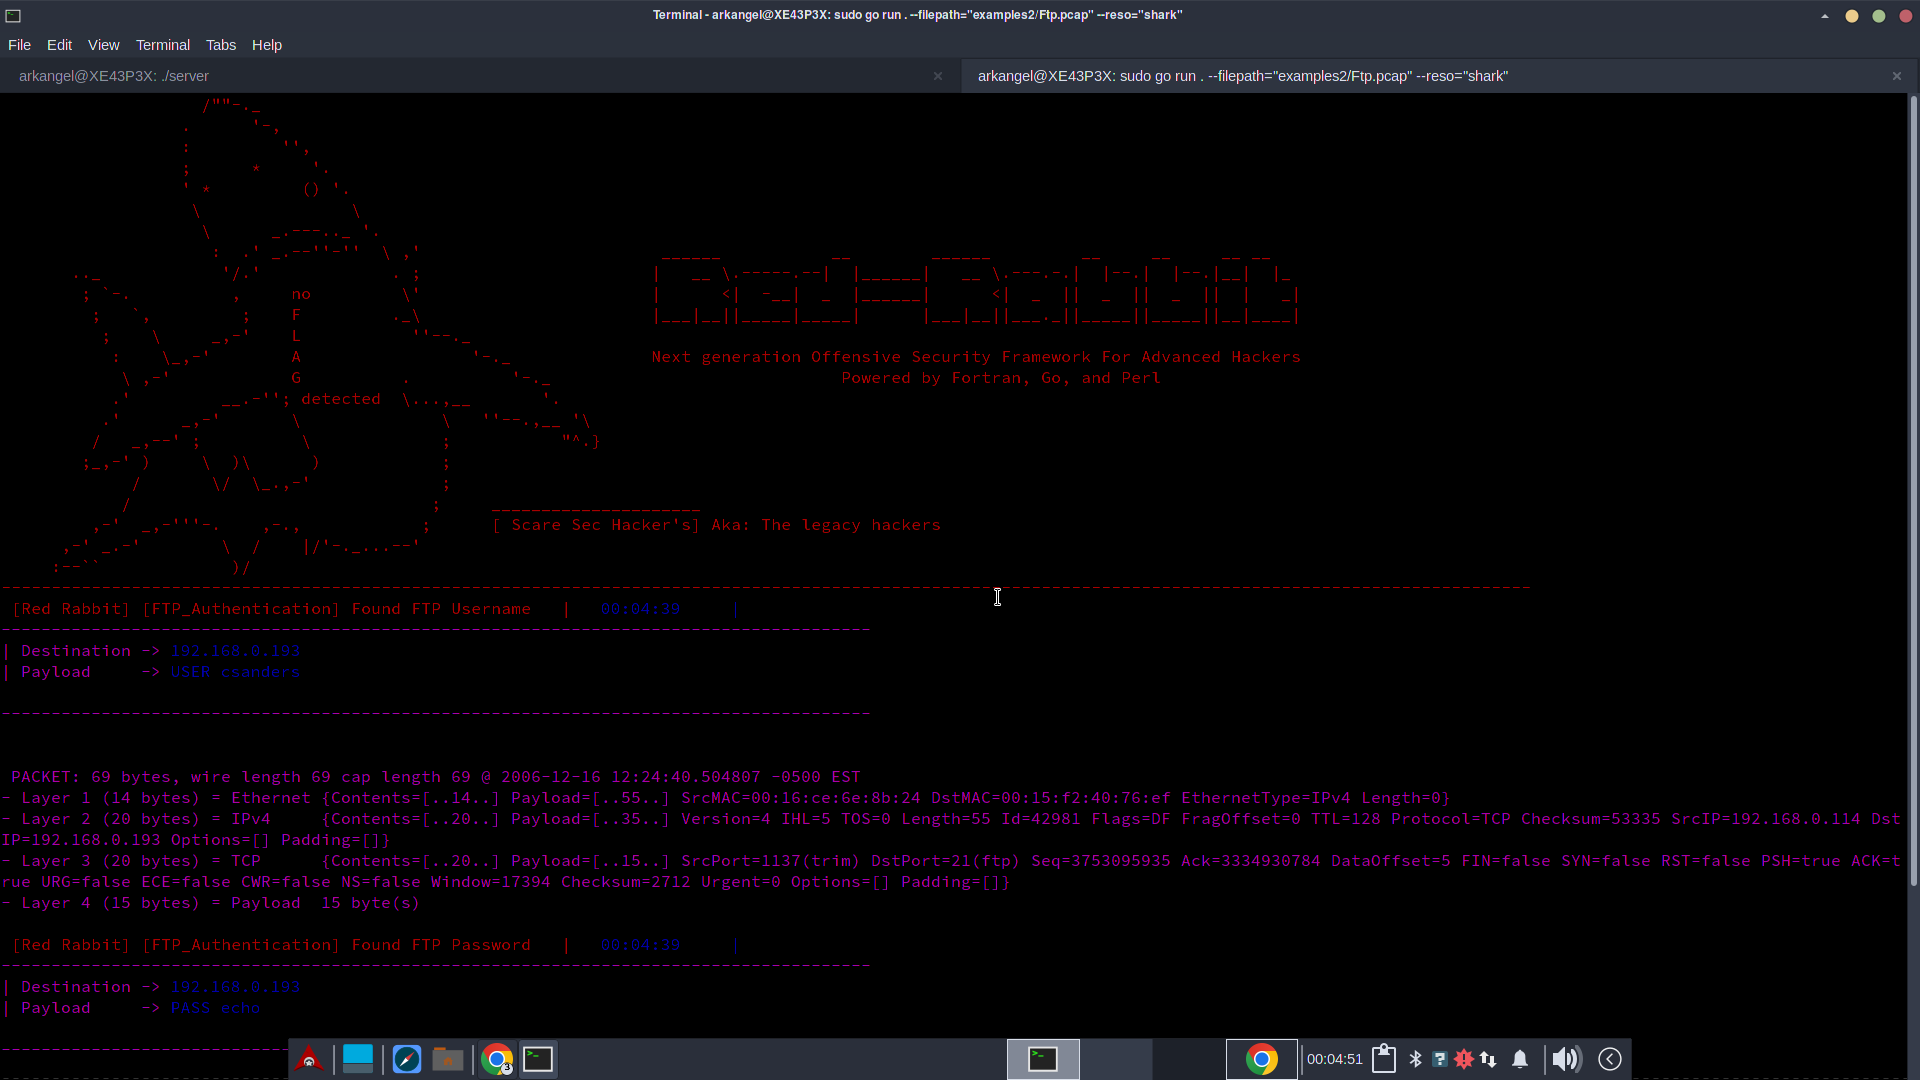 Terminal - arkangel@XE43P3X: sudo go run . --filepath="examples2/Ftp.pcap" --reso="shark"
File Edit View Terminal Tabs Help
arkangel@XE43P3X: ./server
arkangel@XE43P3X: sudo go run . --filepath="examples2/Ftp.pcap" --reso="shark"
Red-Rabbit
no
F
L
A
G
detected
Next generation Offensive Security Framework For Advanced Hackers
Powered by Fortran, Go, and Perl
[ Scare Sec Hacker's] Aka: The legacy hackers
[Red Rabbit] [FTP_Authentication] Found FTP Username | 00:04:39 |
| Destination -> 192.168.0.193
| Payload -> USER csanders
PACKET: 69 bytes, wire length 69 cap length 69 @ 2006-12-16 12:24:40.504807 -0500 EST
- Layer 1 (14 bytes) = Ethernet {Contents=[..14..] Payload=[..55..] SrcMAC=00:16:ce:6e:8b:24 DstMAC=00:15:f2:40:76:ef EthernetType=IPv4 Length=0}
- Layer 2 (20 bytes) = IPv4 {Contents=[..20..] Payload=[..35..] Version=4 IHL=5 TOS=0 Length=55 Id=42981 Flags=DF FragOffset=0 TTL=128 Protocol=TCP Checksum=53335 SrcIP=192.168.0.114 Dst
IP=192.168.0.193 Options=[] Padding=[]}
- Layer 3 (20 bytes) = TCP {Contents=[..20..] Payload=[..15..] SrcPort=1137(trim) DstPort=21(ftp) Seq=3753095935 Ack=3334930784 DataOffset=5 FIN=false SYN=false RST=false PSH=true ACK=t
rue URG=false ECE=false CWR=false NS=false Window=17394 Checksum=2712 Urgent=0 Options=[] Padding=[]}
- Layer 4 (15 bytes) = Payload 15 byte(s)
[Red Rabbit] [FTP_Authentication] Found FTP Password | 00:04:39 |
| Destination -> 192.168.0.193
| Payload -> PASS echo
3
00:04:51